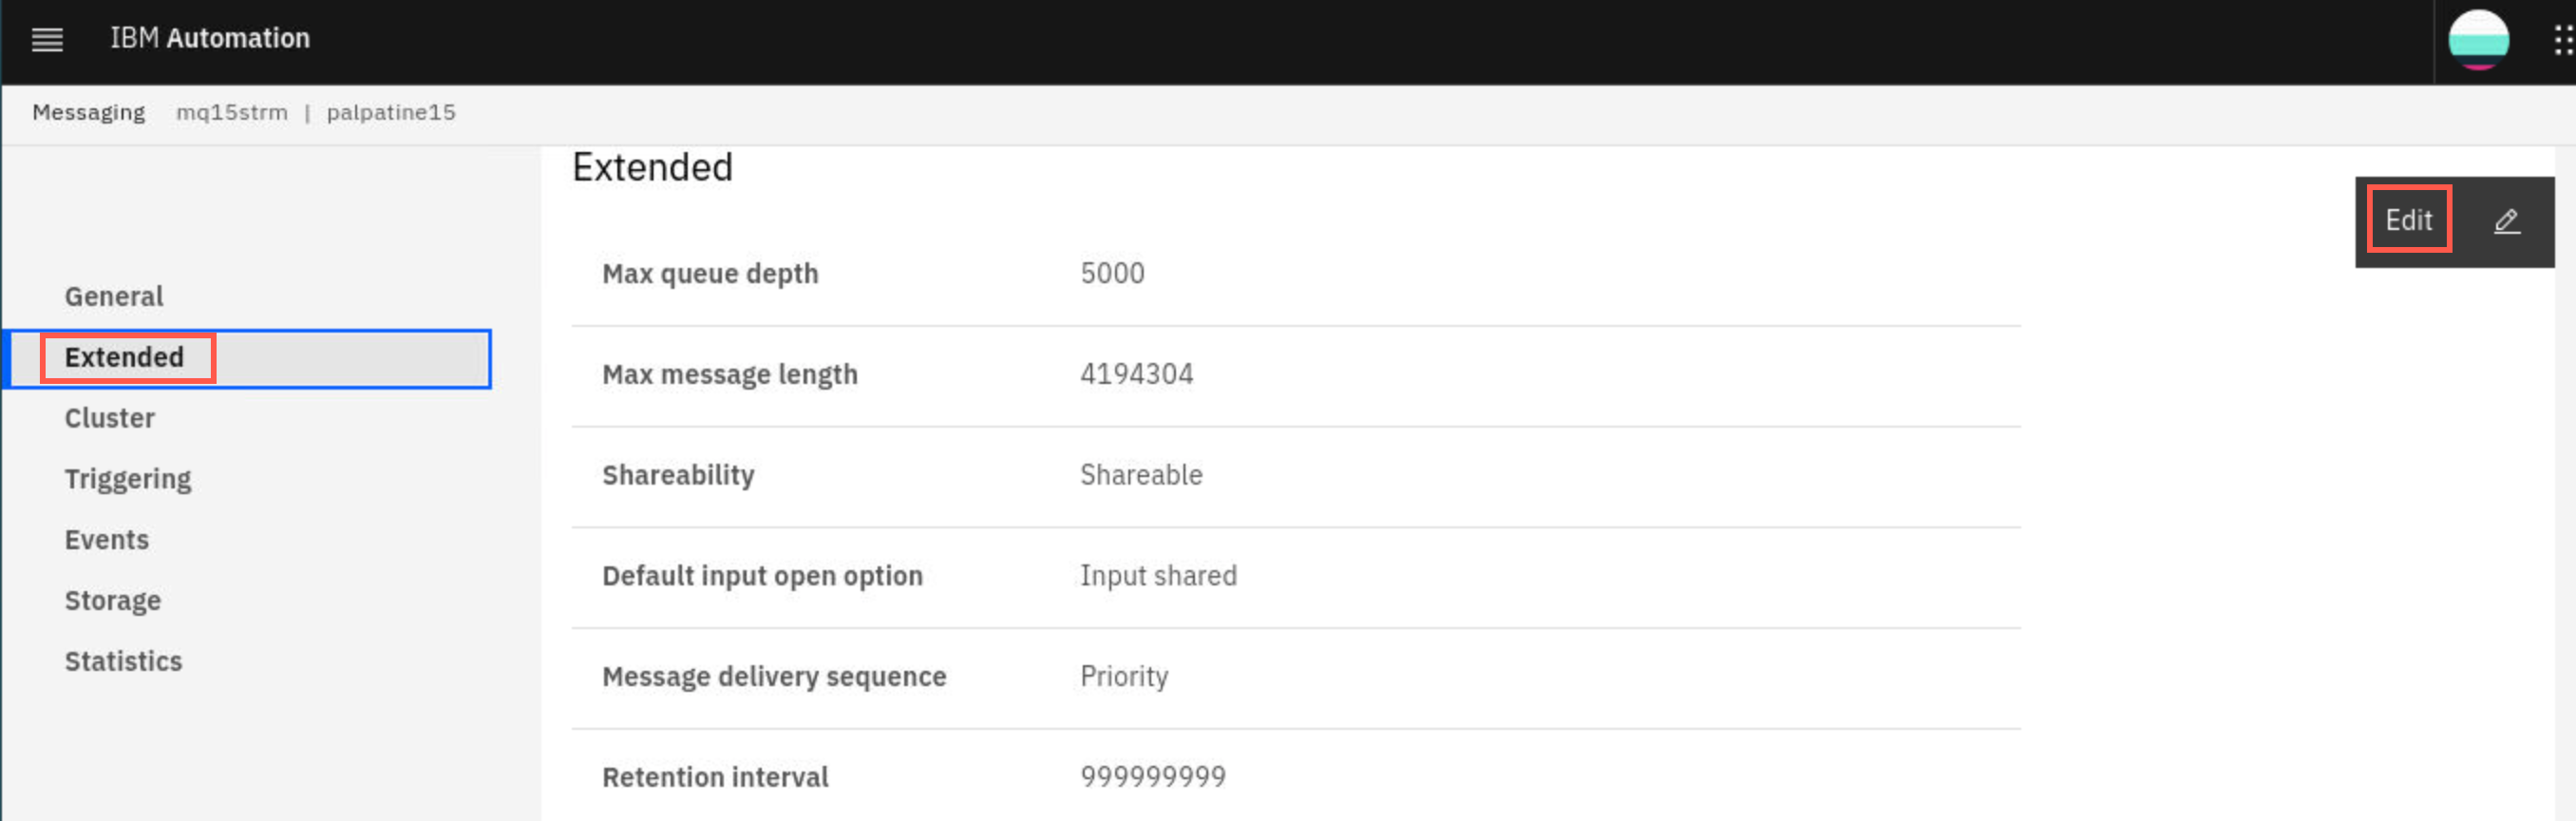 IBM Automation
Messaging mq15strm | palpatine15
Extended
Edit
General
Extended
Cluster
Triggering
Events
Storage
Statistics
Max queue depth 5000
Max message length 4194304
Shareability Shareable
Default input open option Input shared
Message delivery sequence Priority
Retention interval 999999999